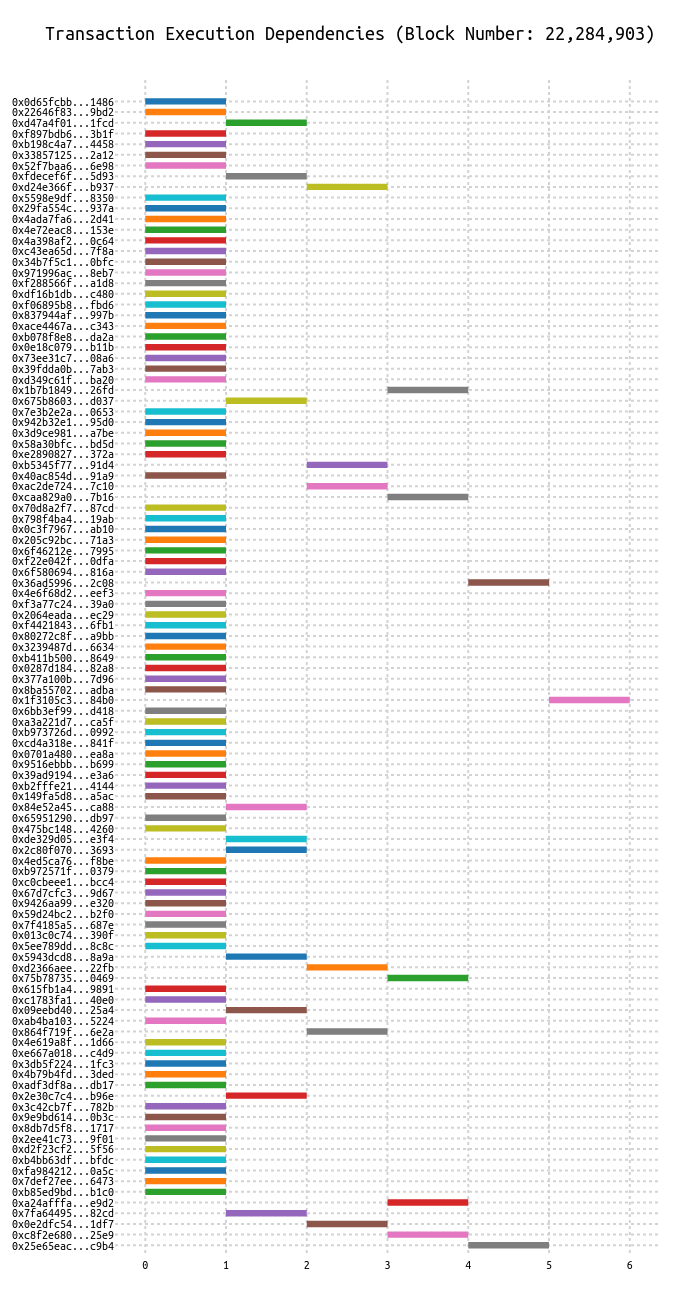 Transaction Execution Dependencies (Block Number: 22,284,903)
0x0d65fcbb...1486
0x22646f83...9bd2
0xd47a4f01...1fcd
0xf897bdb6...3b1f
0xb198c4a7...4458
0x33857125...2a12
0x52f7baa6...6e98
0xfdecef6f...5d93
0xd24e366f...b937
0x5598e9df...8350
0x29fa554c...937a
0x4ada7fa6...2d41
0x4e72eac8...153e
0x4a398af2...0c64
0xc43ea65d...7f8a
0x34b7f5c1...0bfc
0x971996ac...8eb7
0xf288566f...a1d8
0xdf16b1db...c480
0xf06895b8...fbd6
0x837944af...997b
0xace4467a...c343
0xb078f8e8...da2a
0x0e18c079...b11b
0x73ee31c7...08a6
0x39fdda0b...7ab3
0xd349c61f...ba20
0x1b7b1849...26fd
0x675b8603...d037
0x7e3b2e2a...0653
0x942b32e1...95d0
0x3d9ce981...a7be
0x58a30bfc...bd5d
0xe2890827...372a
0xb5345f77...91d4
0x40ac854d...91a9
0xac2de724...7c10
0xcaa829a0...7b16
0x70d8a2f7...87cd
0x798f4ba4...19ab
0x0c3f7967...ab10
0x205c92bc...71a3
0x6f46212e...7995
0xf22e042f...0dfa
0x6f580694...816a
0x36ad5996...2c08
0x4e6f68d2...eef3
0xf3a77c24...39a0
0x2064eada...ec29
0xf4421843...6fb1
0x80272c8f...a9bb
0x3239487d...6634
0xb411b500...8649
0x0287d184...82a8
0x377a100b...7d96
0x8ba55702...adba
0x1f3105c3...84b0
0x6bb3ef99...d418
0xa3a221d7...ca5f
0xb973726d...0992
0xcd4a318e...841f
0x0701a480...ea8a
0x9516ebbb...b699
0x39ad9194...e3a6
0xb2fffe21...4144
0x149fa5d8...a5ac
0x84e52a45...ca88
0x65951290...db97
0x475bc148...4260
0xde329d05...e3f4
0x2c80f070...3693
0x4ed5ca76...f8be
0xb972571f...0379
0xc0cbeee1...bcc4
0x67d7cfc3...9d67
0x9426aa99...e320
0x59d24bc2...b2f0
0x7f4185a5...687e
0x013c0c74...390f
0x5ee789dd...8c8c
0x5943dcd8...8a9a
0xd2366aee...22fb
0x75b78735...0469
0x615fb1a4...9891
0xc1783fa1...40e0
0x09eebd40...25a4
0xab4ba103...5224
0x864f719f...6e2a
0x4e619a8f...1d66
0xe667a018...c4d9
0x3db5f224...1fc3
0x4b79b4fd...3ded
0xadf3df8a...db17
0x2e30c7c4...b96e
0x3c42cb7f...782b
0x9e9bd614...0b3c
0x8db7d5f8...1717
0x2ee41c73...9f01
0xd2f23cf2...5f56
0xb4bb63df...bfdc
0xfa984212...0a5c
0x7def27ee...6473
0xb85ed9bd...b1c0
0xa24afffa...e9d2
0x7fa64495...82cd
0x0e2dfc54...1df7
0xc8f2e680...25e9
0x25e65eac...c9b4
0 1 2 3 4 5 6